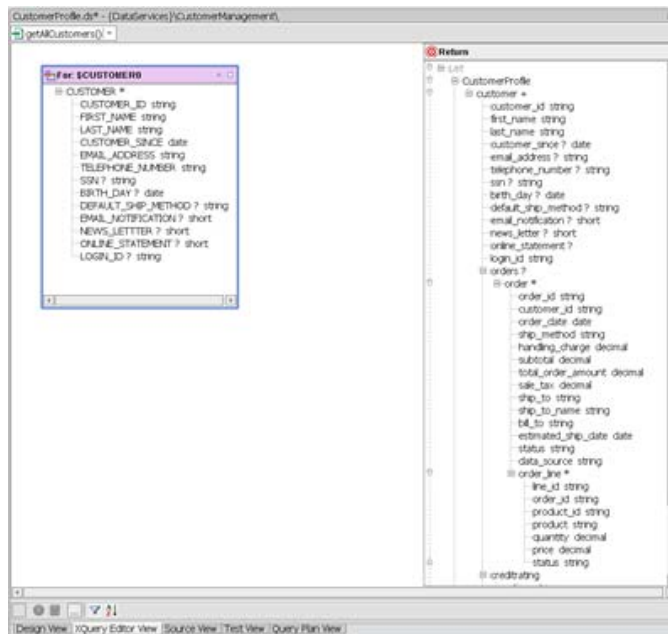 CustomerProfile.ds* - {DataServices}\CustomerManagement\
getAllCustomers()
For: $CUSTOMER0
CUSTOMER *
CUSTOMER_ID string
FIRST_NAME string
LAST_NAME string
CUSTOMER_SINCE date
EMAIL_ADDRESS string
TELEPHONE_NUMBER string
SSN ? string
BIRTH_DAY ? date
DEFAULT_SHIP_METHOD ? string
EMAIL_NOTIFICATION ? short
NEWS_LETTTER ? short
ONLINE_STATEMENT ? short
LOGIN_ID ? string
Return
CustomerProfile
customer +
customer_id string
first_name string
last_name string
customer_since ? date
email_address ? string
telephone_number ? string
ssn ? string
birth_day ? date
default_ship_method ? string
email_notification ? short
news_letter ? short
online_statement ?
login_id string
orders ?
order *
order_id string
customer_id string
order_date date
ship_method string
handling_charge decimal
subtotal decimal
total_order_amount decimal
sale_tax decimal
ship_to string
ship_to_name string
bill_to string
estimated_ship_date date
status string
data_source string
order_line *
line_id string
order_id string
product_id string
product string
quantity decimal
price decimal
status string
creditrating
Design View XQuery Editor View Source View Test View Query Plan View